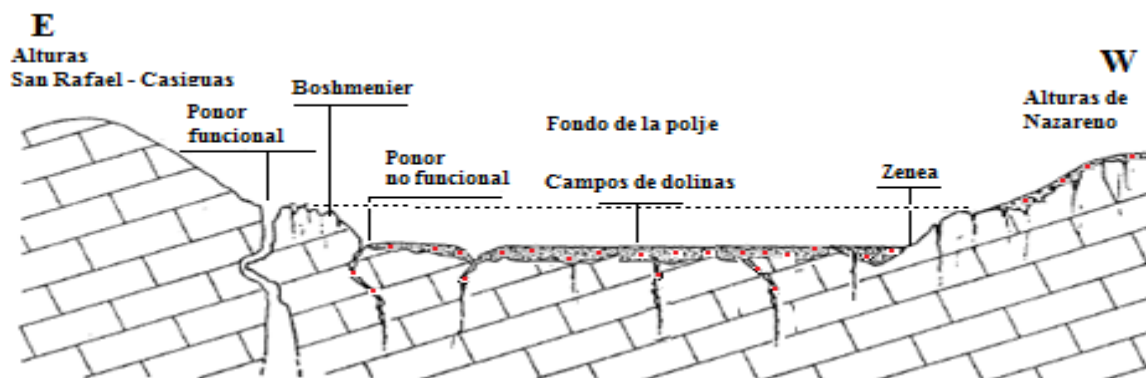 E
Alturas
San Rafael - Casiguas
Ponor
funcional
Boshmenier
Ponor
no funcional
Fondo de la polje
Campos de dolinas
Zenea
W
Alturas de
Nazareno